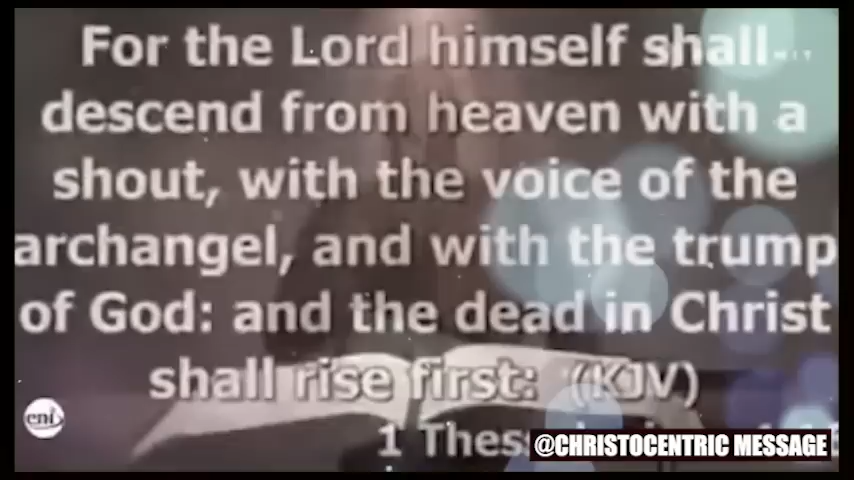 For the Lord himself shall
descend from heaven with a
shout, with the voice of the
archangel, and with the trump
of God: and the dead in Christ
shall rise first: (KJV)
1
@CHRISTOCENTRIC MESSAGE
eni